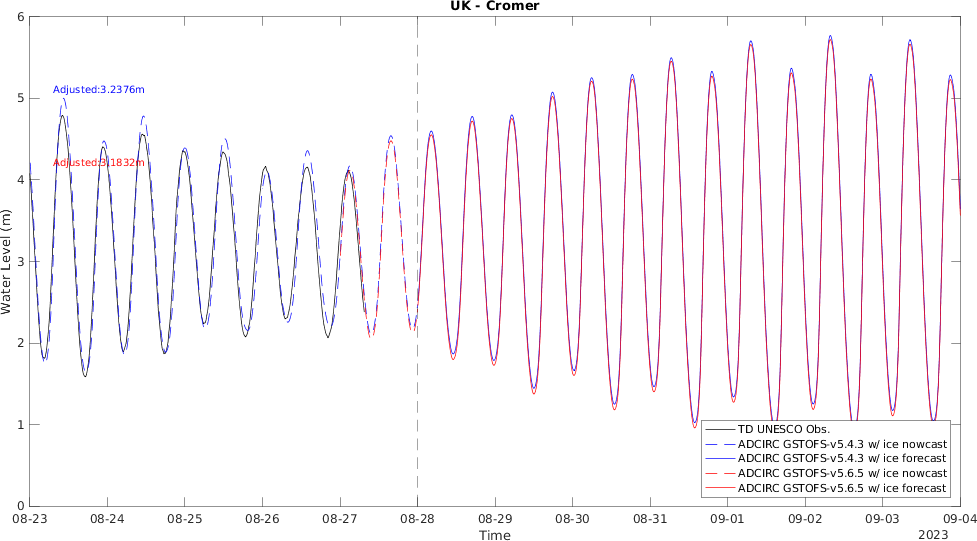 UK - Cromer
Water Level (m)
6
5
4
3
2
1
0
Adjusted:3.2376m
Adjusted:3.1832m
TD UNESCO Obs.
ADCIRC GSTOFS-v5.4.3 w/ ice nowcast
ADCIRC GSTOFS-v5.4.3 w/ ice forecast
ADCIRC GSTOFS-v5.6.5 w/ ice nowcast
ADCIRC GSTOFS-v5.6.5 w/ ice forecast
08-23 08-24 08-25 08-26 08-27 08-28 08-29 08-30 08-31 09-01 09-02 09-03 09-04
Time
2023